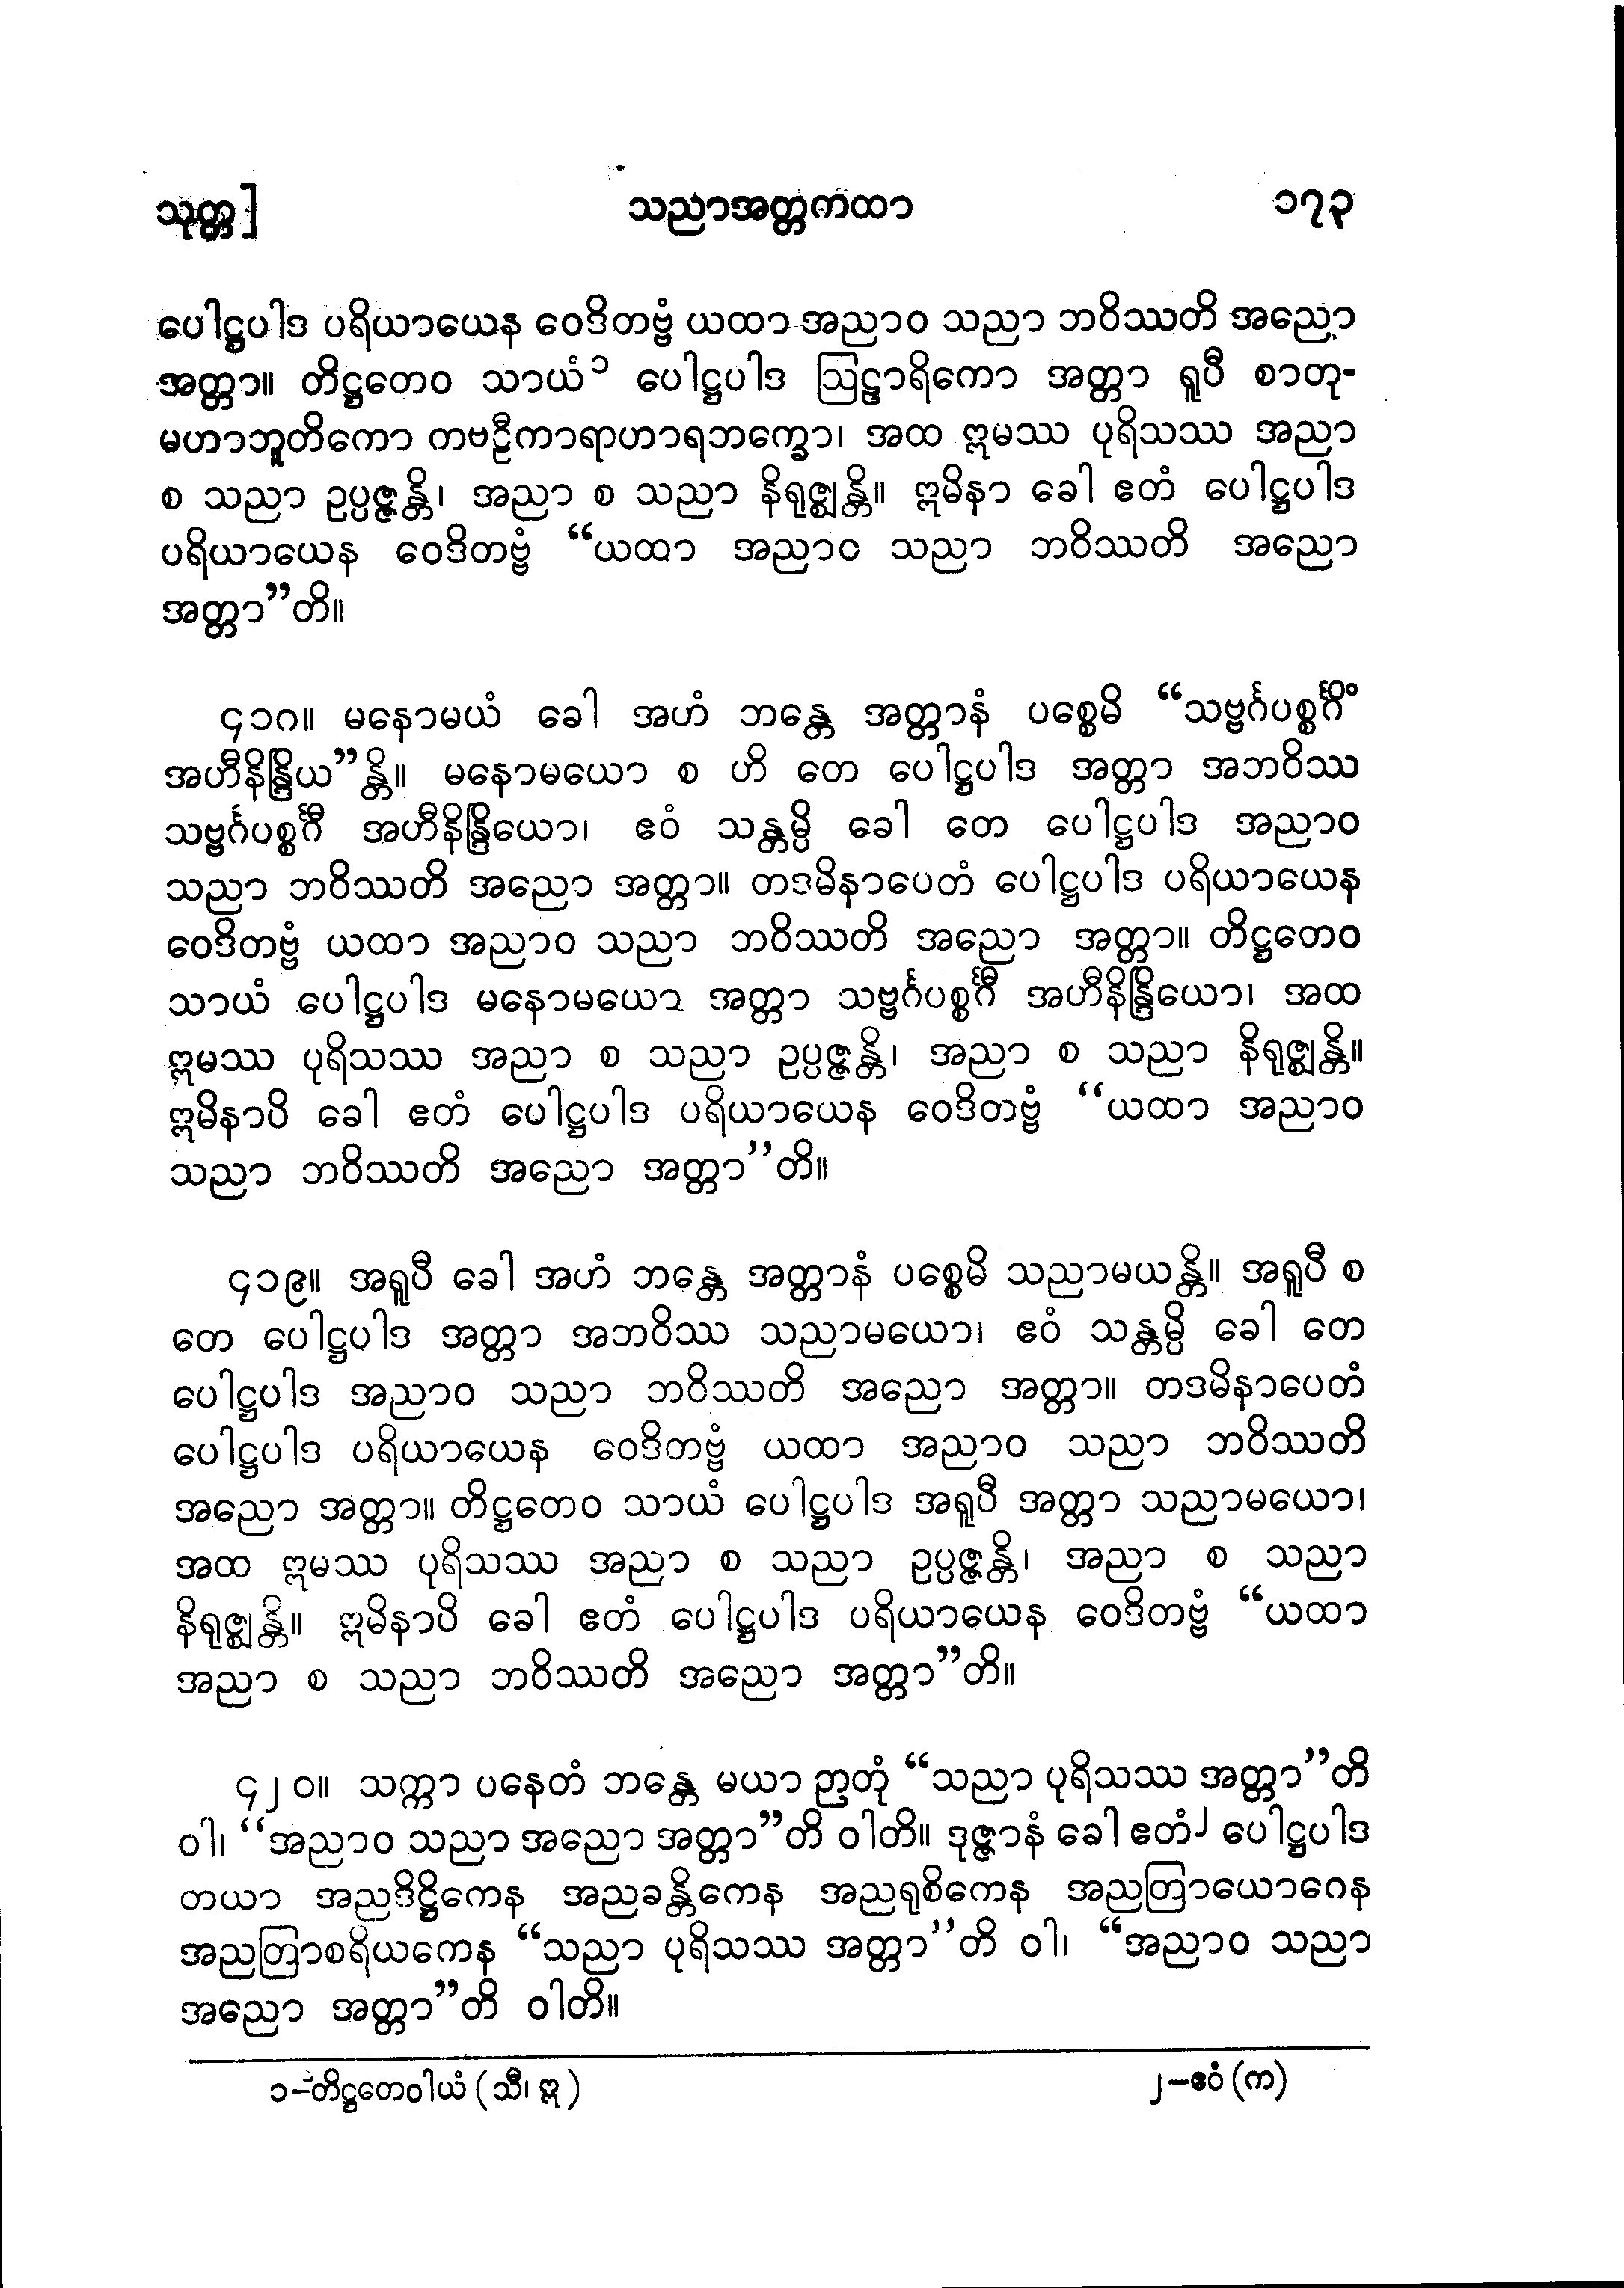 သုတ္တ] သညာအတ္တကထာ ၁၇၃
ပေါဋ္ဌပါဒ ပရိယာယေန ဝေဒိတဗ္ဗံ ယထာ အညာဝ သညာ ဘဝိဿတိ အညော
အတ္တာ။ တိဋ္ဌတေဝ သာယံ၁ ပေါဋ္ဌပါဒ ဩဠာရိကော အတ္တာ ရူပီ စာတု-
မဟာဘူတိကော ကဗဠီကာရာဟာရဘက္ခော၊ အထ ဣမဿ ပုရိသဿ အညာ
စ သညာ ဥပ္ပဇ္ဇန္တိ၊ အညာ စ သညာ နိရုဇ္ဈန္တိ။ ဣမိနာ ခေါ ဧတံ ပေါဋ္ဌပါဒ
ပရိယာယေန ဝေဒိတဗ္ဗံ “ယထာ အညာဝ သညာ ဘဝိဿတိ အညော
အတ္တာ”တိ။
၄၁၈။ မနောမယံ ခေါ အဟံ ဘန္တေ အတ္တာနံ ပစ္စေမိ “သဗ္ဗင်္ဂပစ္စင်္ဂိံ
အဟီနိန္ဒြိယ”န္တိ။ မနောမယော စ ဟိ တေ ပေါဋ္ဌပါဒ အတ္တာ အဘဝိဿ
သဗ္ဗင်္ဂပစ္စင်္ဂီ အဟီနိန္ဒြိယော၊ ဧဝံ သန္တမ္ပိ ခေါ တေ ပေါဋ္ဌပါဒ အညာဝ
သညာ ဘဝိဿတိ အညော အတ္တာ။ တဒမိနာပေတံ ပေါဋ္ဌပါဒ ပရိယာယေန
ဝေဒိတဗ္ဗံ ယထာ အညာဝ သညာ ဘဝိဿတိ အညော အတ္တာ။ တိဋ္ဌတေဝ
သာယံ ပေါဋ္ဌပါဒ မနောမယော အတ္တာ သဗ္ဗင်္ဂပစ္စင်္ဂီ အဟီနိန္ဒြိယော၊ အထ
ဣမဿ ပုရိသဿ အညာ စ သညာ ဥပ္ပဇ္ဇန္တိ၊ အညာ စ သညာ နိရုဇ္ဈန္တိ။
ဣမိနာပိ ခေါ ဧတံ ပေါဋ္ဌပါဒ ပရိယာယေန ဝေဒိတဗ္ဗံ “ယထာ အညာဝ
သညာ ဘဝိဿတိ အညော အတ္တာ”တိ။
၄၁၉။ အရူပီ ခေါ အဟံ ဘန္တေ အတ္တာနံ ပစ္စေမိ သညာမယန္တိ။ အရူပီ စ
တေ ပေါဋ္ဌပါဒ အတ္တာ အဘဝိဿ သညာမယော၊ ဧဝံ သန္တမ္ပိ ခေါ တေ
ပေါဋ္ဌပါဒ အညာဝ သညာ ဘဝိဿတိ အညော အတ္တာ။ တဒမိနာပေတံ
ပေါဋ္ဌပါဒ ပရိယာယေန ဝေဒိတဗ္ဗံ ယထာ အညာဝ သညာ ဘဝိဿတိ
အညော အတ္တာ။ တိဋ္ဌတေဝ သာယံ ပေါဋ္ဌပါဒ အရူပီ အတ္တာ သညာမယော၊
အထ ဣမဿ ပုရိသဿ အညာ စ သညာ ဥပ္ပဇ္ဇန္တိ၊ အညာ စ သညာ
နိရုဇ္ဈန္တိ။ ဣမိနာပိ ခေါ ဧတံ ပေါဋ္ဌပါဒ ပရိယာယေန ဝေဒိတဗ္ဗံ “ယထာ
အညာ စ သညာ ဘဝိဿတိ အညော အတ္တာ”တိ။
၄၂၀။ သက္ကာ ပနေတံ ဘန္တေ မယာ ဉာတုံ “သညာ ပုရိသဿ အတ္တာ”တိ
ဝါ၊ “အညာဝ သညာ အညော အတ္တာ”တိ ဝါတိ။ ဒုဇ္ဇာနံ ခေါ ဧတံ၂ ပေါဋ္ဌပါဒ
တယာ အညဒိဋ္ဌိကေန အညခန္တိကေန အညရုစိကေန အညတြာယောဂေန
အညတြာစရိယကေန “သညာ ပုရိသဿ အတ္တာ”တိ ဝါ၊ “အညာဝ သညာ
အညော အတ္တာ”တိ ဝါတိ။
၁–တိဋ္ဌတေဝါယံ (သီ၊ ဣ) ၂–ဧဝံ (က)